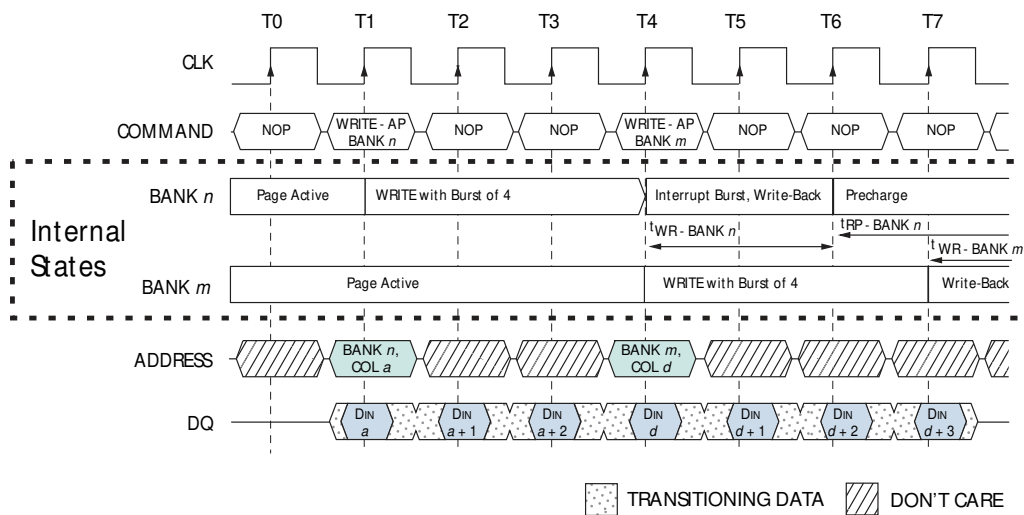 T0 T1 T2 T3 T4 T5 T6 T7
CLK
COMMAND NOP WRITE - AP NOP NOP WRITE - AP NOP NOP NOP
BANK n BANK m
BANK n Page Active WRITE with Burst of 4 Interrupt Burst, Write-Back Precharge
Internal
States
tWR - BANK n tRP - BANK n
tWR - BANK m
BANK m Page Active WRITE with Burst of 4 Write-Back
ADDRESS BANK n, BANK m,
COL a COL d
DQ DIN DIN DIN DIN DIN DIN DIN
a a + 1 a + 2 d d + 1 d + 2 d + 3
TRANSITIONING DATA DON'T CARE